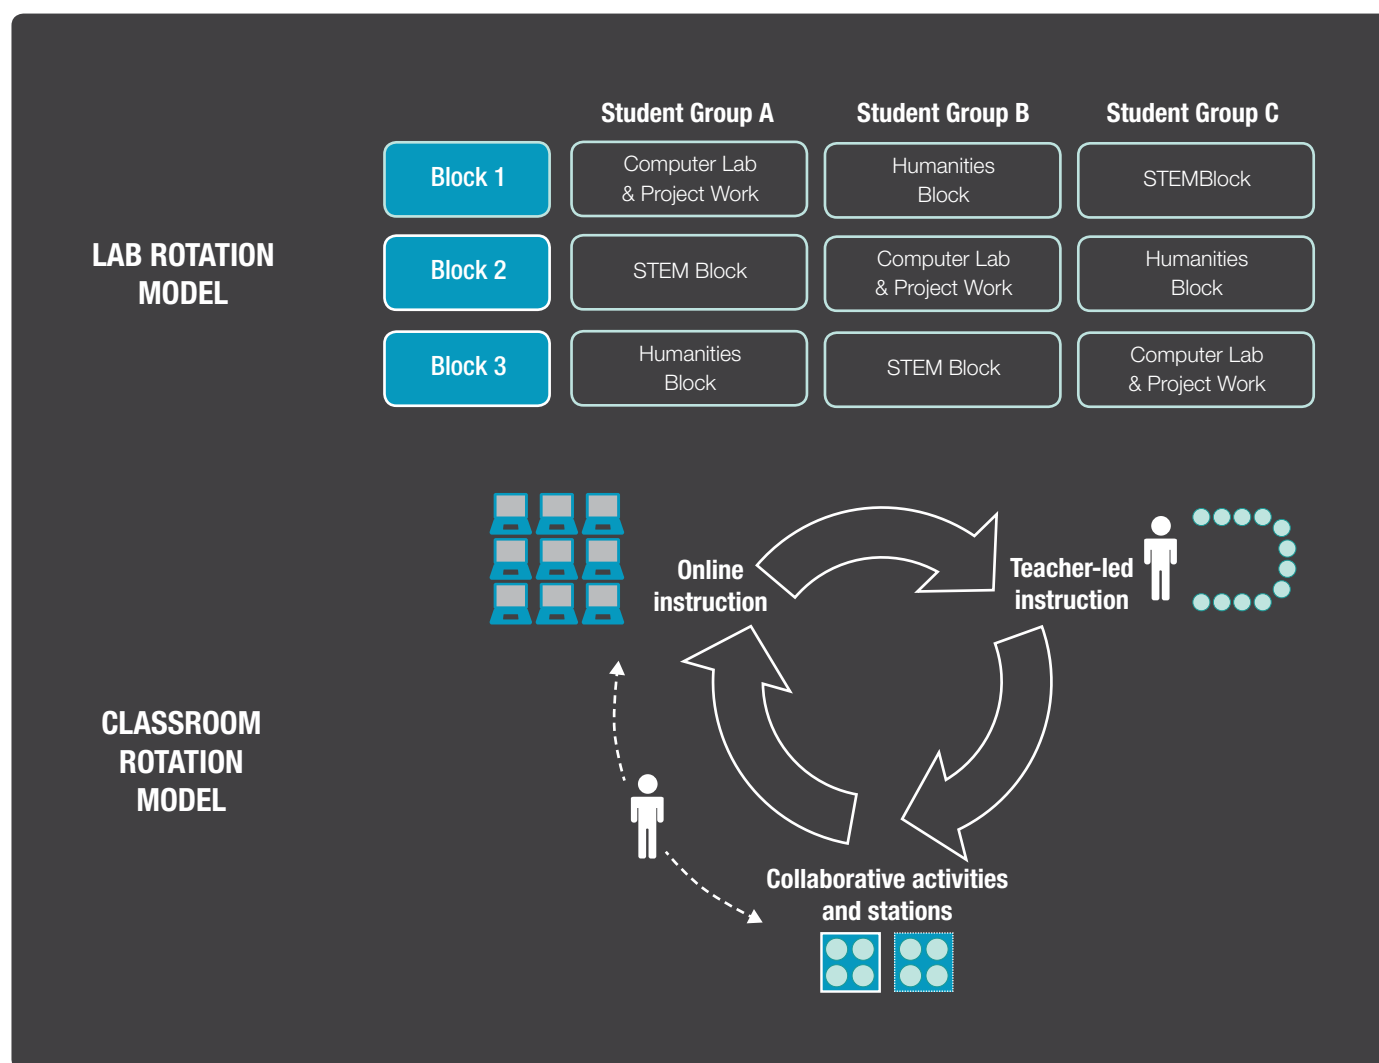 Student Group A
Student Group B
Student Group C
Block 1
Computer Lab
& Project Work
Humanities
Block
STEMBlock
LAB ROTATION
MODEL
Block 2
STEM Block
Computer Lab
& Project Work
Humanities
Block
Block 3
Humanities
Block
STEM Block
Computer Lab
& Project Work
Online
instruction
Teacher-led
instruction
CLASSROOM
ROTATION
MODEL
Collaborative activities
and stations